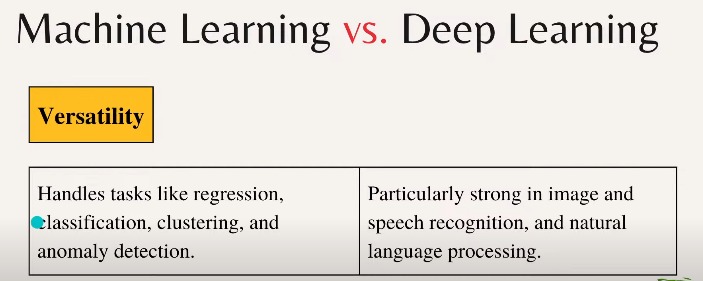 Machine Learning vs. Deep Learning
Versatility
Handles tasks like regression,
classification, clustering, and
anomaly detection.
Particularly strong in image and
speech recognition, and natural
language processing.